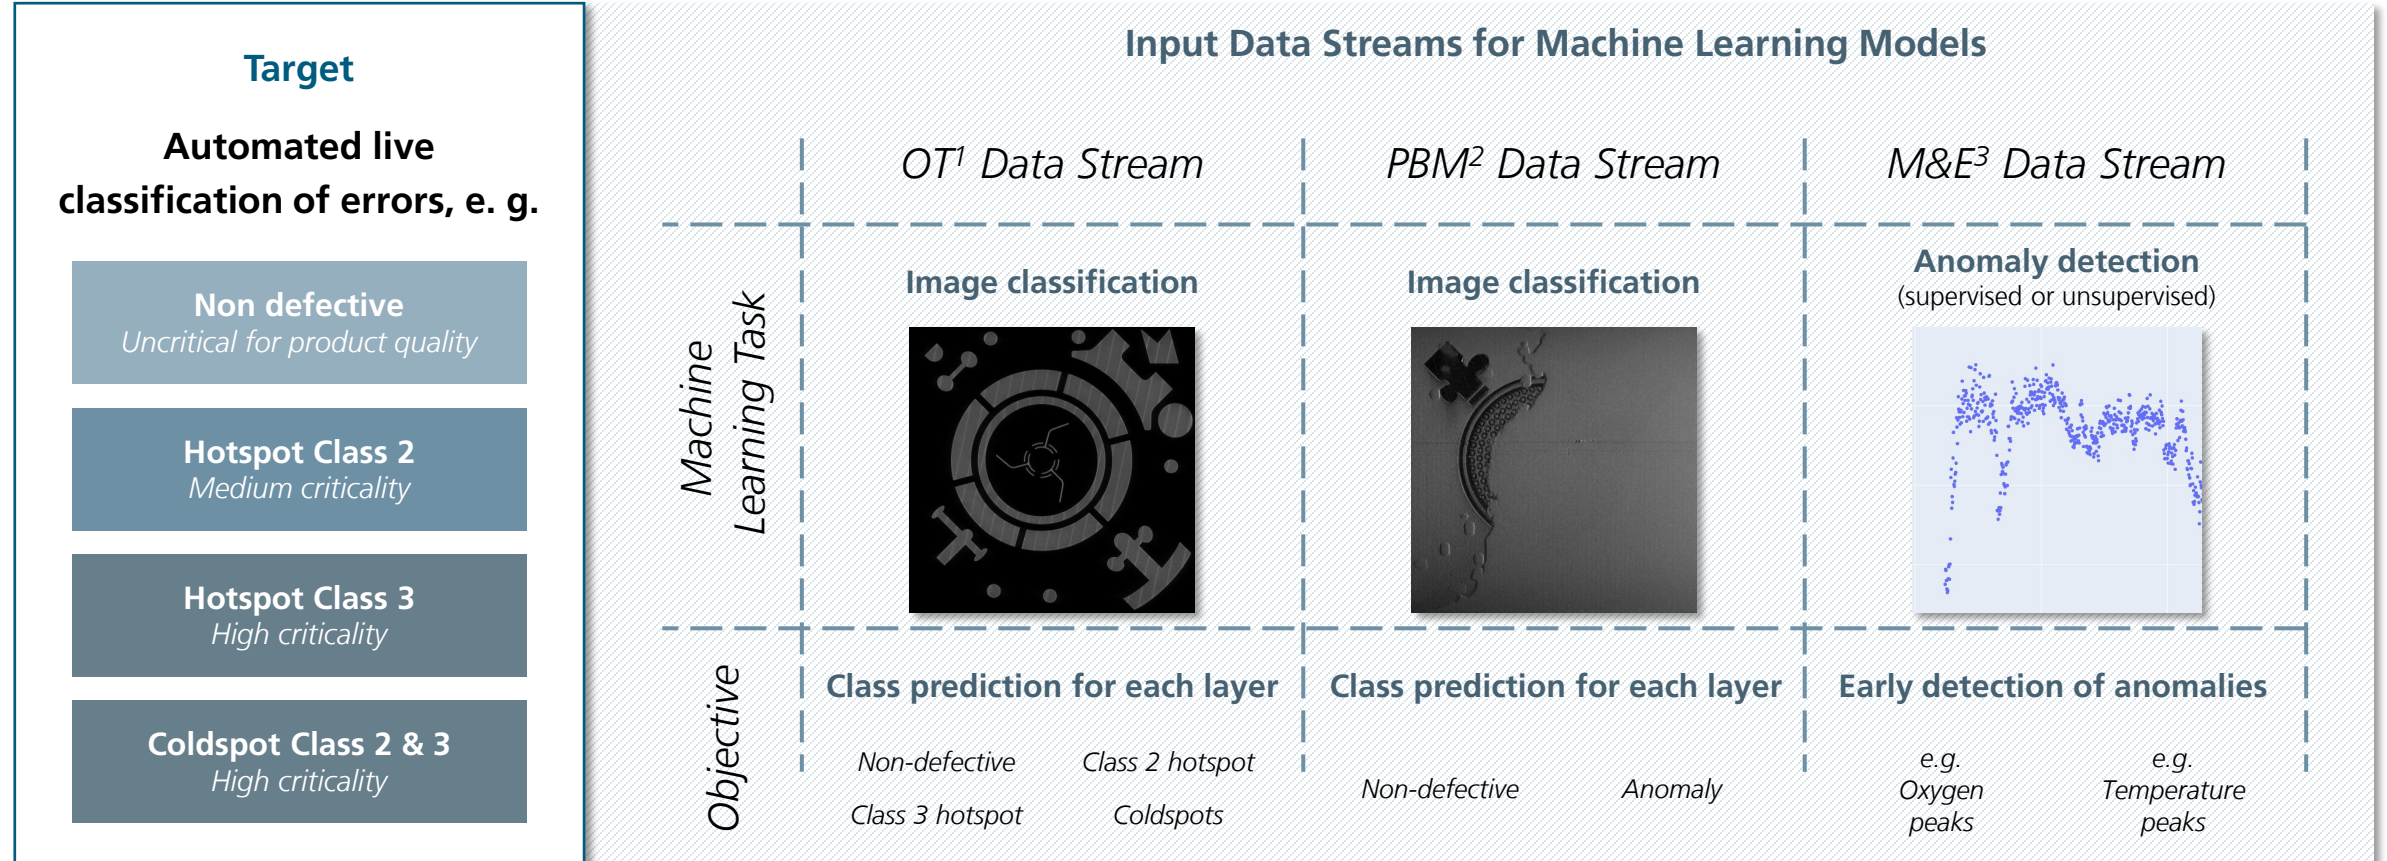 Target
Automated live
classification of errors, e. g.
Non defective
Uncritical for product quality
Hotspot Class 2
Medium criticality
Hotspot Class 3
High criticality
Coldspot Class 2 & 3
High criticality
Input Data Streams for Machine Learning Models
OT¹ Data Stream
PBM² Data Stream
M&E³ Data Stream
Machine
Learning Task
Image classification
Image classification
Anomaly detection
(supervised or unsupervised)
Objective
Class prediction for each layer
Non-defective
Class 2 hotspot
Class 3 hotspot
Coldspots
Class prediction for each layer
Non-defective
Anomaly
Early detection of anomalies
e.g.
Oxygen
peaks
e.g.
Temperature
peaks